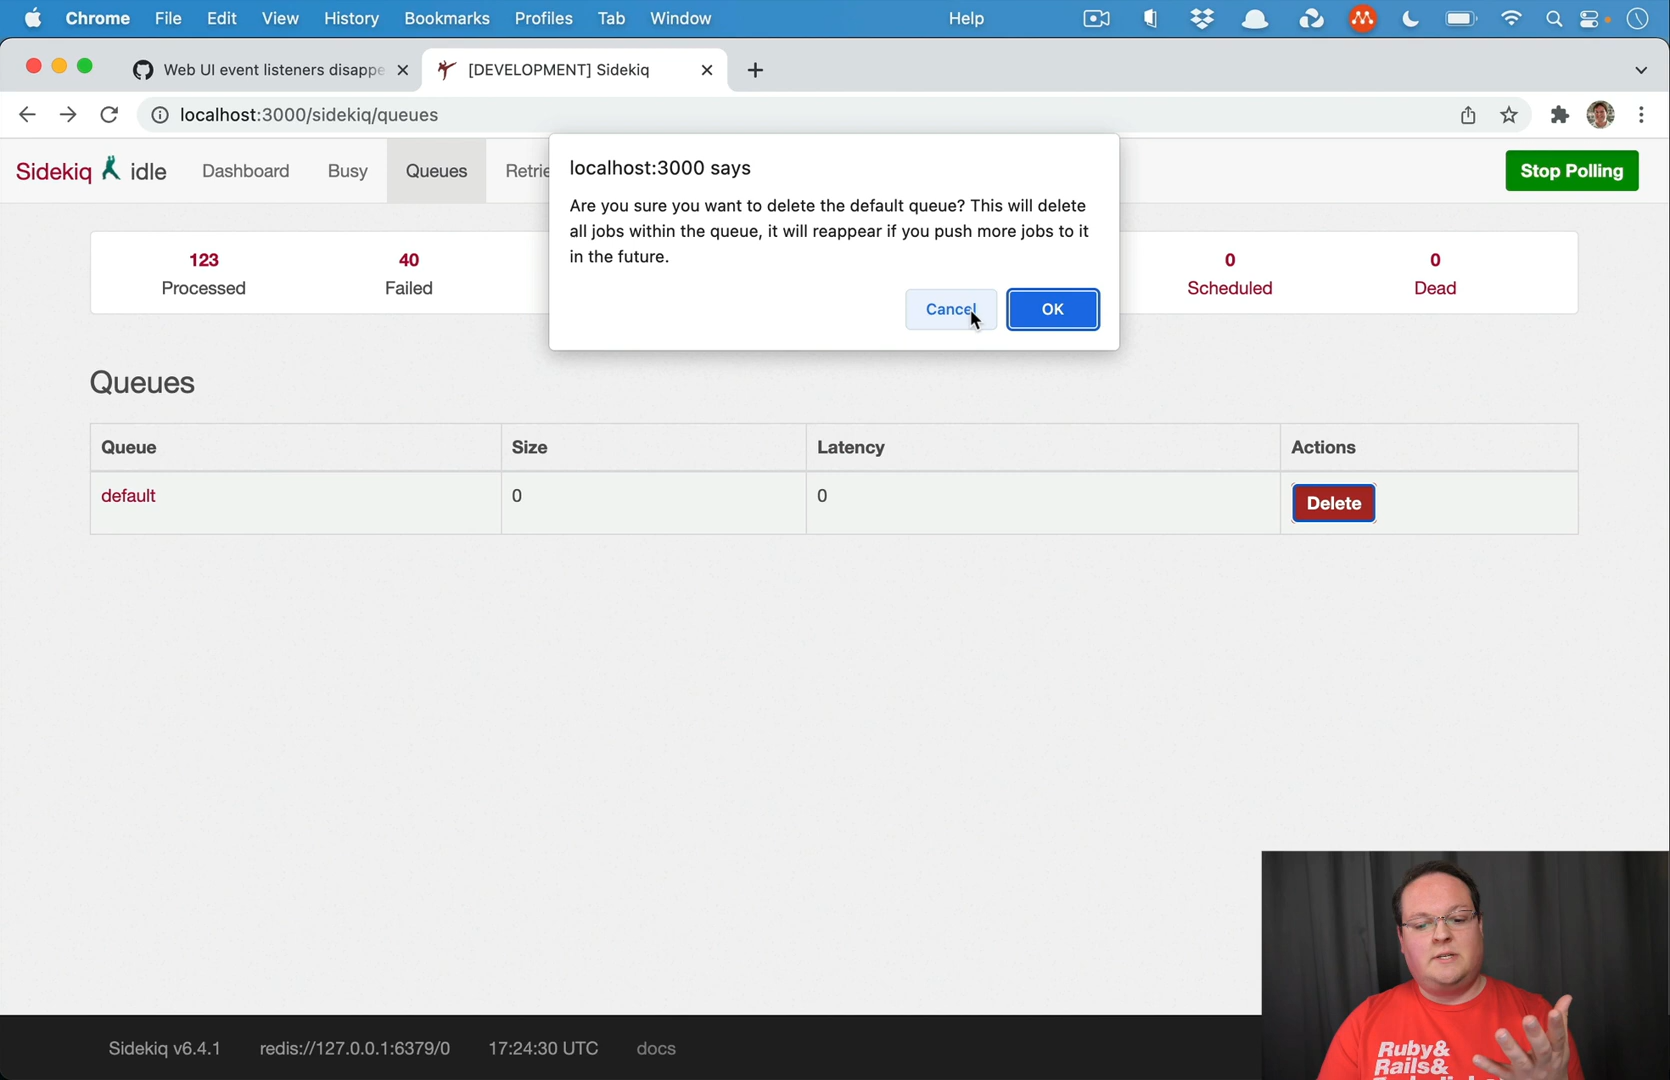 Chrome File Edit View History Bookmarks Profiles Tab Window Help
Web UI event listeners disappe
[DEVELOPMENT] Sidekiq
localhost:3000/sidekiq/queues
Sidekiq idle Dashboard Busy Queues Retrie
Stop Polling
localhost:3000 says
Are you sure you want to delete the default queue? This will delete
all jobs within the queue, it will reappear if you push more jobs to it
in the future.
Cancel OK
123 40 0 0
Processed Failed Scheduled Dead
Queues
Queue Size Latency Actions
default 0 0 Delete
Sidekiq v6.4.1 redis://127.0.0.1:6379/0 17:24:30 UTC docs
Ruby&
Rails&